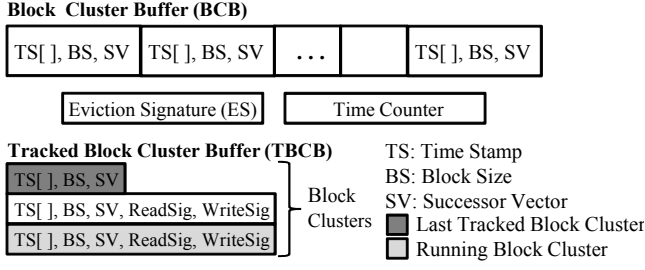 Block Cluster Buffer (BCB)
TS[ ], BS, SV TS[ ], BS, SV ... TS[ ], BS, SV
Eviction Signature (ES) Time Counter
Tracked Block Cluster Buffer (TBCB)
TS[ ], BS, SV
TS[ ], BS, SV, ReadSig, WriteSig
TS[ ], BS, SV, ReadSig, WriteSig
Block
Clusters
TS: Time Stamp
BS: Block Size
SV: Successor Vector
Last Tracked Block Cluster
Running Block Cluster